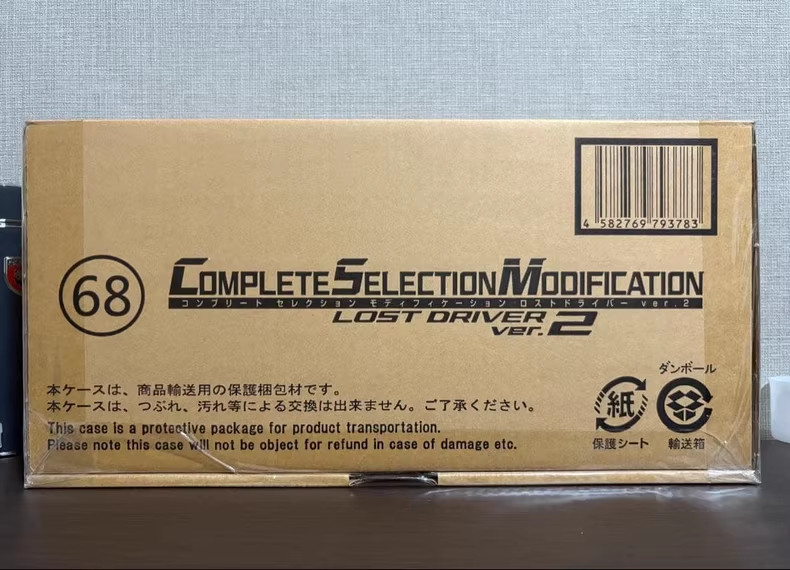 4 582769 793783
68
COMPLETE SELECTION MODIFICATION
コンプリート セレクション モディフィケーション ロストドライバー ver.2
LOST DRIVER
ver.2
本ケースは、商品輸送用の保護梱包材です。
本ケースは、つぶれ、汚れ等による交換は出来ません。ご了承ください。
This case is a protective package for product transportation.
Please note this case will not be object for refund in case of damage etc.
紙
保護シート
ダンボール
輸送箱